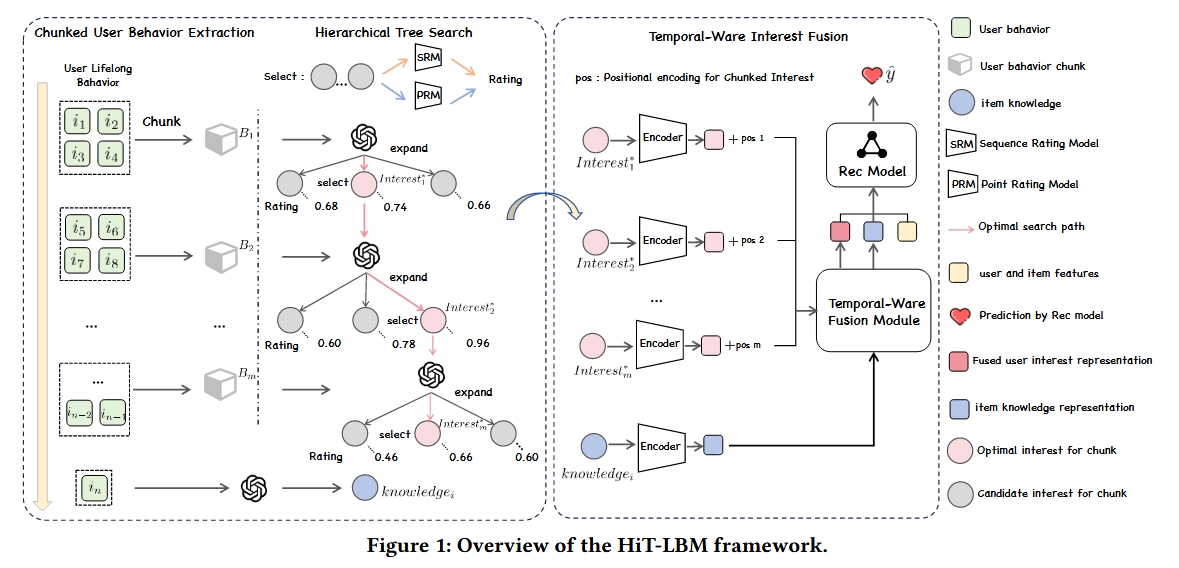 Chunked User Behavior Extraction
User Lifelong
Bahavior
i_1 i_2
i_3 i_4
Chunk
B_1
i_5 i_6
i_7 i_8
B_2
...
...
...
i_{n-2} i_{n-1}
B_m
i_n
Hierarchical Tree Search
Select :
...
SRM
PRM
Rating
expand
select
Interest_1^*
Rating
0.68
0.74
0.66
expand
select
Interest_2^*
Rating
0.60
0.78
0.96
expand
select
Interest_m^*
Rating
0.46
0.66
0.60
knowledge_i
Temporal-Ware Interest Fusion
pos : Positional encoding for Chunked Interest
Encoder
+ pos 1
Interest_1^*
Encoder
+ pos 2
Interest_2^*
...
Encoder
+pos m
Interest_m^*
Encoder
knowledge_i
ŷ
Rec Model
Temporal-Ware
Fusion Module
User bahavior
User bahavior chunk
item knowledge
SRM Sequence Rating Model
PRM Point Rating Model
Optimal search path
user and item features
Prediction by Rec model
Fused user interest representation
item knowledge representation
Optimal interest for chunk
Candidate interest for chunk
Figure 1: Overview of the HiT-LBM framework.